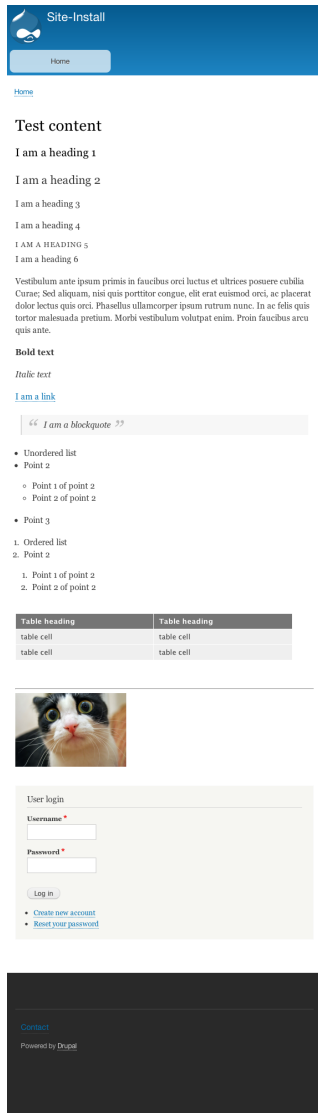 Site-Install
Home
Home
Test content
I am a heading 1
I am a heading 2
I am a heading 3
I am a heading 4
I AM A HEADING 5
I am a heading 6
Vestibulum ante ipsum primis in faucibus orci luctus et ultrices posuere cubilia
Curae; Sed aliquam, nisi quis porttitor congue, elit erat euismod orci, ac placerat
dolor lectus quis orci. Phasellus ullamcorper ipsum rutrum nunc. In ac felis quis
tortor malesuada pretium. Morbi vestibulum volutpat enim. Proin faucibus arcu
quis ante.
Bold text
Italic text
I am a link
“ I am a blockquote ”
• Unordered list
• Point 2
◦ Point 1 of point 2
◦ Point 2 of point 2
• Point 3
1. Ordered list
2. Point 2
1. Point 1 of point 2
2. Point 2 of point 2
Table heading Table heading
table cell table cell
table cell table cell
User login
Username *
Password *
Log in
• Create new account
• Reset your password
Contact
Powered by Drupal